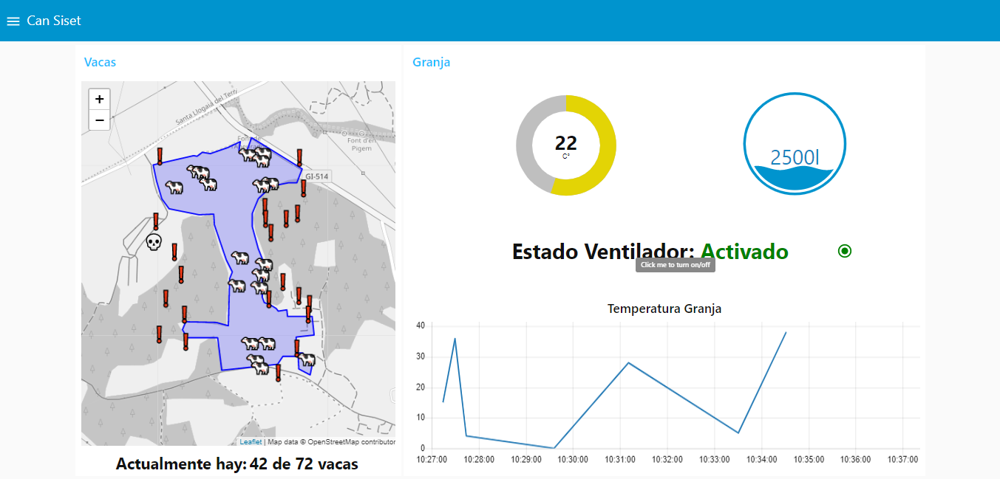 Can Siset
Vacas
+
−
Santa Llogaia del Terri
Font de
Font d'en
Pigem
GI-514
Leaflet | Map data © OpenStreetMap contributor
Actualmente hay: 42 de 72 vacas
Granja
22
C°
2500l
Estado Ventilador: Activado
Click me to turn on/off
Temperatura Granja
40
30
20
10
0
10:27:00 10:28:00 10:29:00 10:30:00 10:31:00 10:32:00 10:33:00 10:34:00 10:35:00 10:36:00 10:37:00